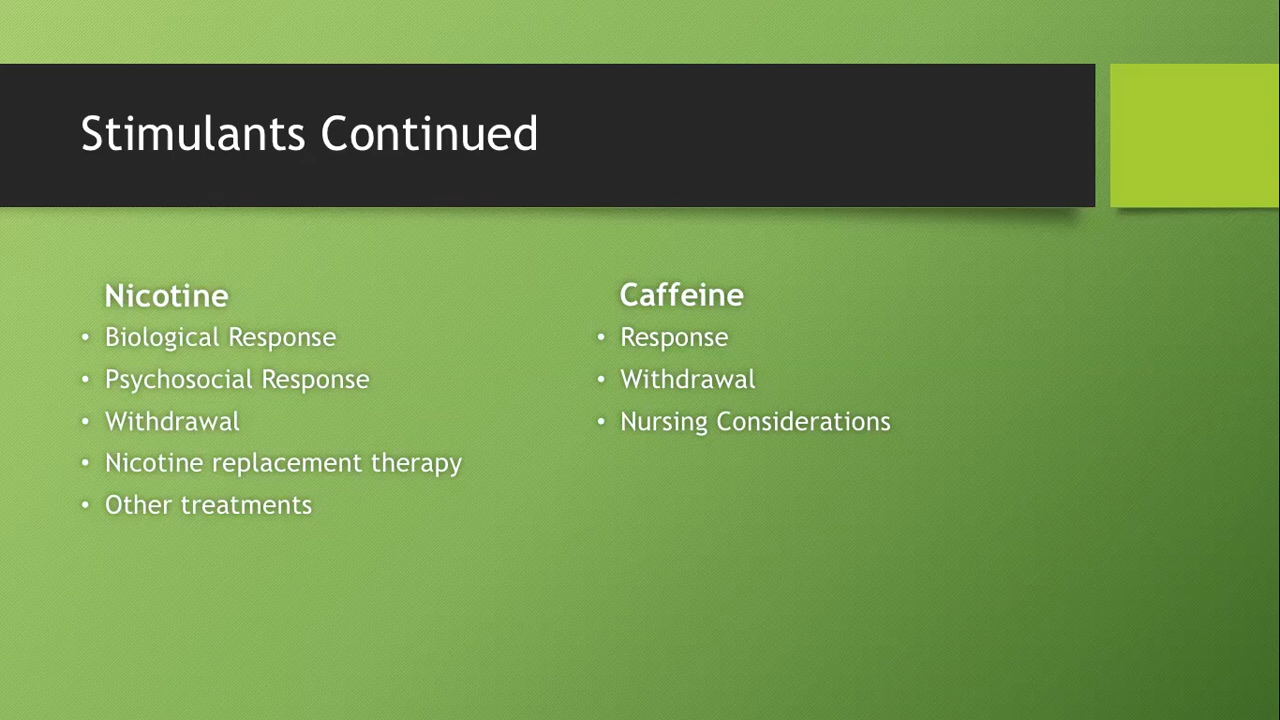 Stimulants Continued
Nicotine
• Biological Response
• Psychosocial Response
• Withdrawal
• Nicotine replacement therapy
• Other treatments
Caffeine
• Response
• Withdrawal
• Nursing Considerations